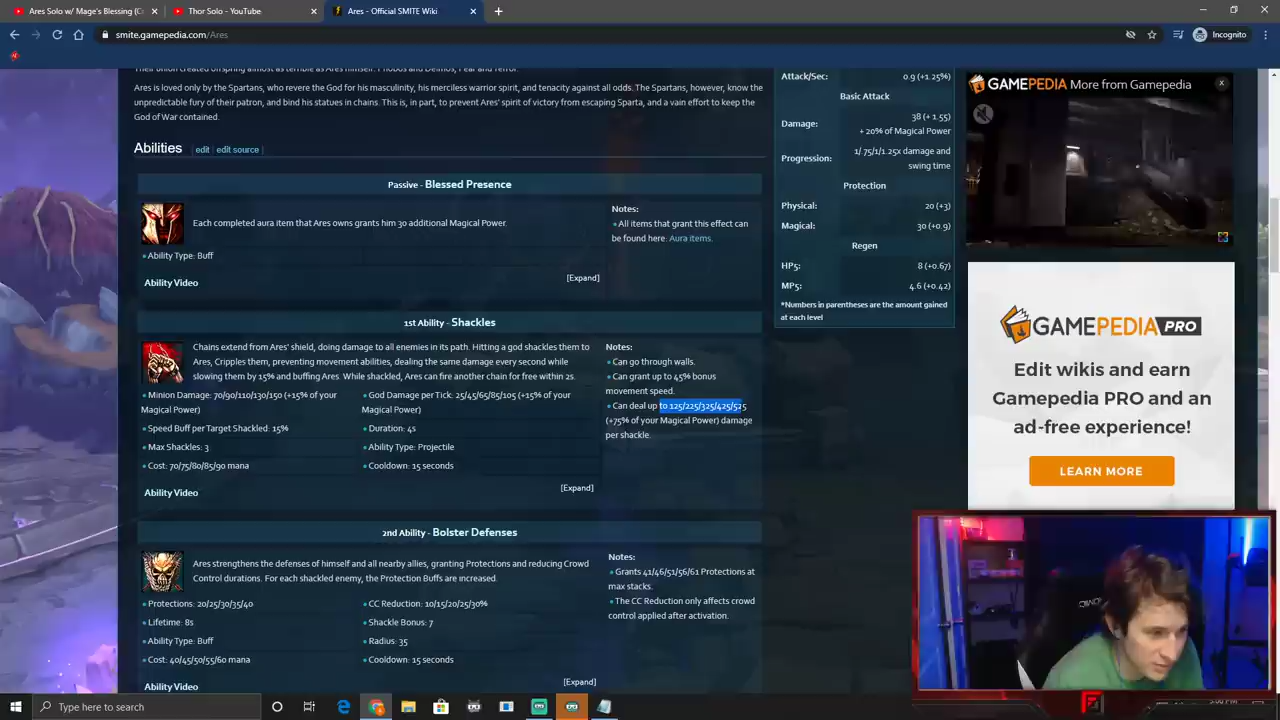 Ares Solo w/ Mage's Blessing (C
Thor Solo - YouTube
Ares - Official SMITE Wiki
smite.gamepedia.com/Ares
Incognito
Their union created offspring almost as terrible as Ares himself: Phobos and Deimos, Fear and Terror.
Ares is loved only by the Spartans, who revere the God for his masculinity, his merciless warrior spirit, and tenacity against all odds. The Spartans, however, know the
unpredictable fury of their patron, and bind his statues in chains. This is, in part, to prevent Ares' spirit of victory from escaping Sparta, and a vain effort to keep the
God of War contained.
Abilities [ edit | edit source ]
Passive - Blessed Presence
Each completed aura item that Ares owns grants him 30 additional Magical Power.
Ability Type: Buff
Ability Video
[Expand]
Notes:
All items that grant this effect can
be found here: Aura items.
1st Ability - Shackles
Chains extend from Ares' shield, doing damage to all enemies in its path. Hitting a god shackles them to
Ares, Cripples them, preventing movement abilities, dealing the same damage every second while
slowing them by 15% and buffing Ares. While shackled, Ares can fire another chain for free within 2s.
Minion Damage: 70/90/110/130/150 (+15% of your
Magical Power)
Speed Buff per Target Shackled: 15%
Max Shackles: 3
Cost: 70/75/80/85/90 mana
God Damage per Tick: 25/45/65/85/105 (+15% of your
Magical Power)
Duration: 4s
Ability Type: Projectile
Cooldown: 15 seconds
Ability Video
[Expand]
Notes:
Can go through walls.
Can grant up to 45% bonus
movement speed.
Can deal up to 125/225/325/425/525
(+75% of your Magical Power) damage
per shackle.
2nd Ability - Bolster Defenses
Ares strengthens the defenses of himself and all nearby allies, granting Protections and reducing Crowd
Control durations. For each shackled enemy, the Protection Buffs are increased.
Protections: 20/25/30/35/40
Lifetime: 8s
Ability Type: Buff
Cost: 40/45/50/55/60 mana
CC Reduction: 10/15/20/25/30%
Shackle Bonus: 7
Radius: 35
Cooldown: 15 seconds
Ability Video
[Expand]
Notes:
Grants 41/46/51/56/61 Protections at
max stacks.
The CC Reduction only affects crowd
control applied after activation.
Attack/Sec: 0.9 (+1.25%)
Basic Attack
Damage: 38 (+ 1.55)
+ 20% of Magical Power
Progression: 1/.75/1/1.25x damage and
swing time
Protection
Physical: 20 (+3)
Magical: 30 (+0.9)
Regen
HP5: 8 (+0.67)
MP5: 4.6 (+0.42)
*Numbers in parentheses are the amount gained
at each level
GAMEPEDIA More from Gamepedia
GAMEPEDIA PRO
Edit wikis and earn
Gamepedia PRO and an
ad-free experience!
LEARN MORE
Type here to search